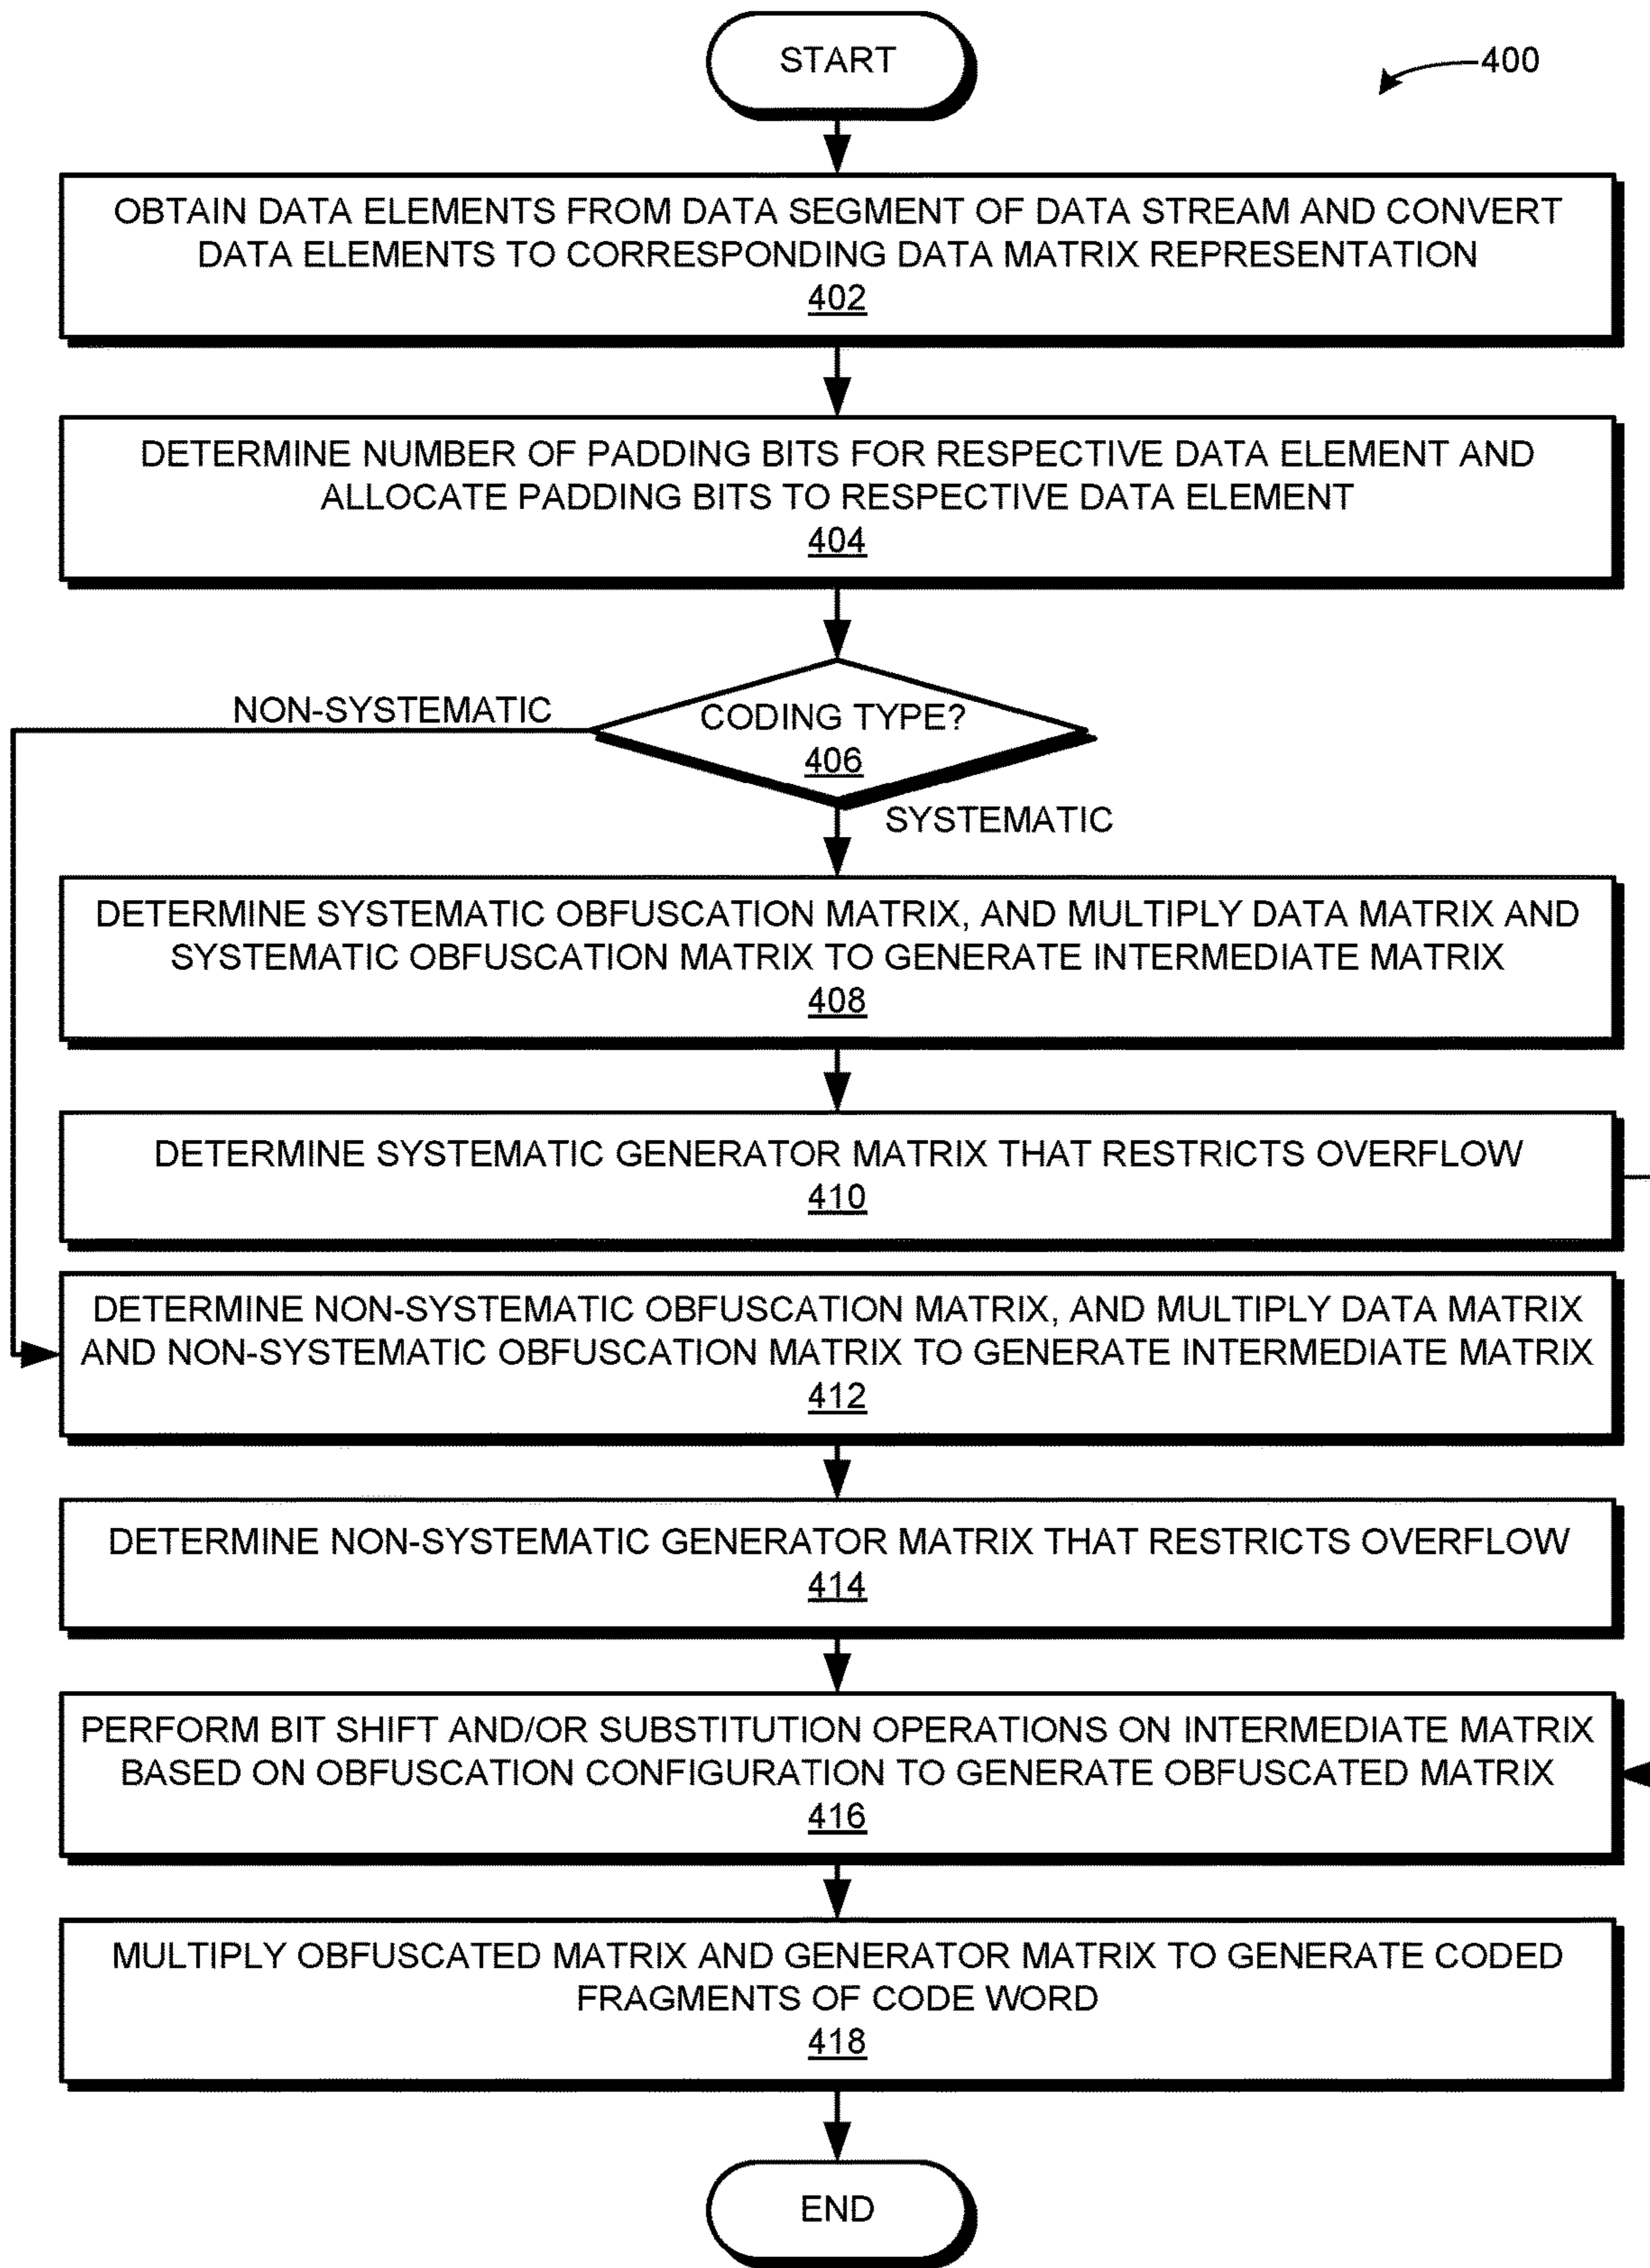 START
400
OBTAIN DATA ELEMENTS FROM DATA SEGMENT OF DATA STREAM AND CONVERT
DATA ELEMENTS TO CORRESPONDING DATA MATRIX REPRESENTATION
402
DETERMINE NUMBER OF PADDING BITS FOR RESPECTIVE DATA ELEMENT AND
ALLOCATE PADDING BITS TO RESPECTIVE DATA ELEMENT
404
NON-SYSTEMATIC
CODING TYPE?
406
SYSTEMATIC
DETERMINE SYSTEMATIC OBFUSCATION MATRIX, AND MULTIPLY DATA MATRIX AND
SYSTEMATIC OBFUSCATION MATRIX TO GENERATE INTERMEDIATE MATRIX
408
DETERMINE SYSTEMATIC GENERATOR MATRIX THAT RESTRICTS OVERFLOW
410
DETERMINE NON-SYSTEMATIC OBFUSCATION MATRIX, AND MULTIPLY DATA MATRIX
AND NON-SYSTEMATIC OBFUSCATION MATRIX TO GENERATE INTERMEDIATE MATRIX
412
DETERMINE NON-SYSTEMATIC GENERATOR MATRIX THAT RESTRICTS OVERFLOW
414
PERFORM BIT SHIFT AND/OR SUBSTITUTION OPERATIONS ON INTERMEDIATE MATRIX
BASED ON OBFUSCATION CONFIGURATION TO GENERATE OBFUSCATED MATRIX
416
MULTIPLY OBFUSCATED MATRIX AND GENERATOR MATRIX TO GENERATE CODED
FRAGMENTS OF CODE WORD
418
END